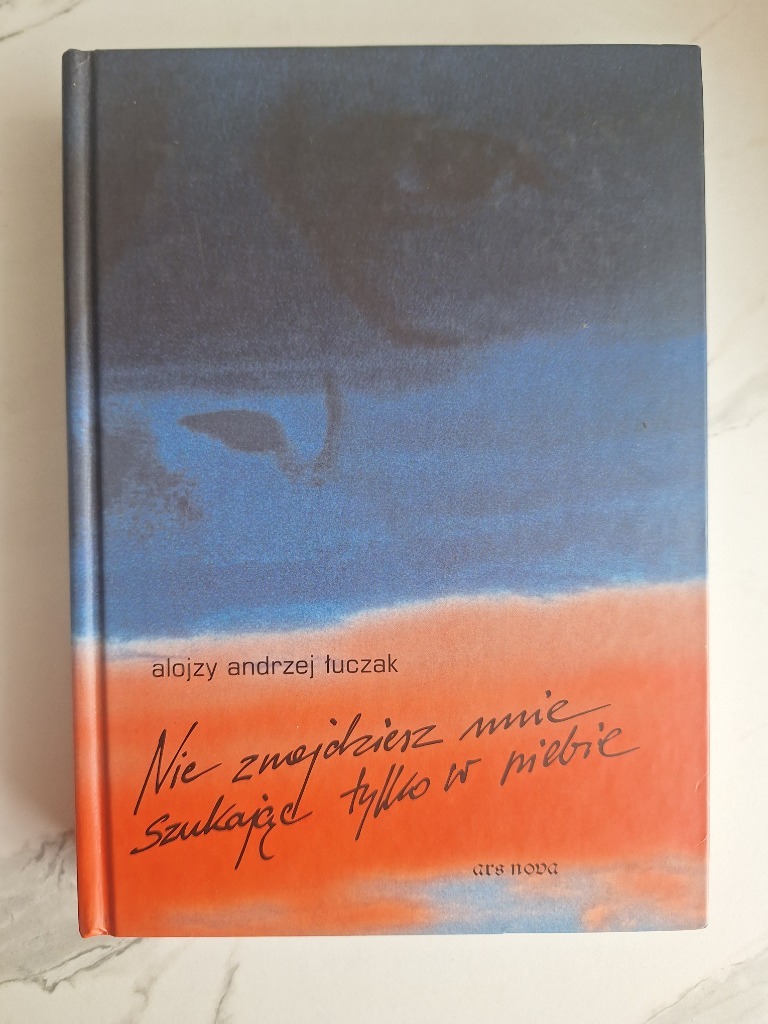 alojzy andrzej łuczak
Nie znajdziesz mnie
szukając tylko w niebie
ars nova